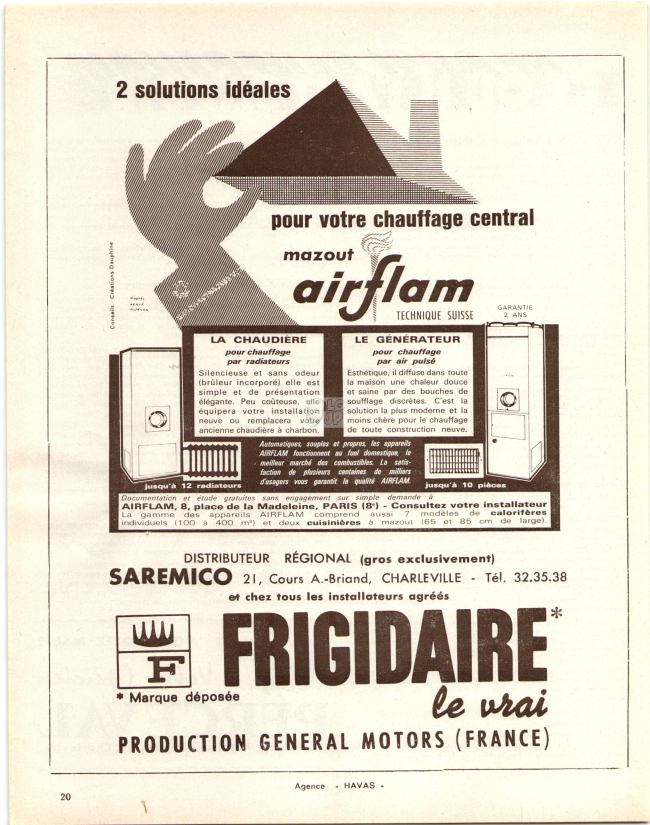 2 solutions idéales
pour votre chauffage central
mazout
airflam
TECHNIQUE SUISSE
GARANTIE
2 ANS
Conseils - Créations Dauphine
LA CHAUDIÈRE
pour chauffage
par radiateurs
Silencieuse et sans odeur
(brûleur incorporé) elle est
simple et de présentation
élégante. Peu coûteuse, elle
équipera votre installation
neuve ou remplacera votre
ancienne chaudière à charbon.
LE GÉNÉRATEUR
pour chauffage
par air pulsé
Esthétique, il diffuse dans toute
la maison une chaleur douce
et saine par des bouches de
soufflage discrètes. C'est la
solution la plus moderne et la
moins chère pour le chauffage
de toute construction neuve.
Automatiques, souples et propres, les appareils
AIRFLAM fonctionnent au fuel domestique, le
meilleur marché des combustibles. La satis-
faction de plusieurs centaines de milliers
d'usagers vous garantit la qualité AIRFLAM.
jusqu'à 12 radiateurs
jusqu'à 10 pièces
Documentation et étude gratuites sans engagement sur simple demande à
AIRFLAM, 8, place de la Madeleine, PARIS (8e) - Consultez votre installateur
La gamme des appareils AIRFLAM comprend aussi 7 modèles de calorifères
individuels (100 à 400 m³) et deux cuisinières à mazout (65 et 85 cm de large).
DISTRIBUTEUR RÉGIONAL (gros exclusivement)
SAREMICO 21, Cours A.-Briand, CHARLEVILLE - Tél. 32.35.38
et chez tous les installateurs agréés
F
FRIGIDAIRE*
* Marque déposée
le vrai
PRODUCTION GENERAL MOTORS (FRANCE)
Agence - HAVAS -
20